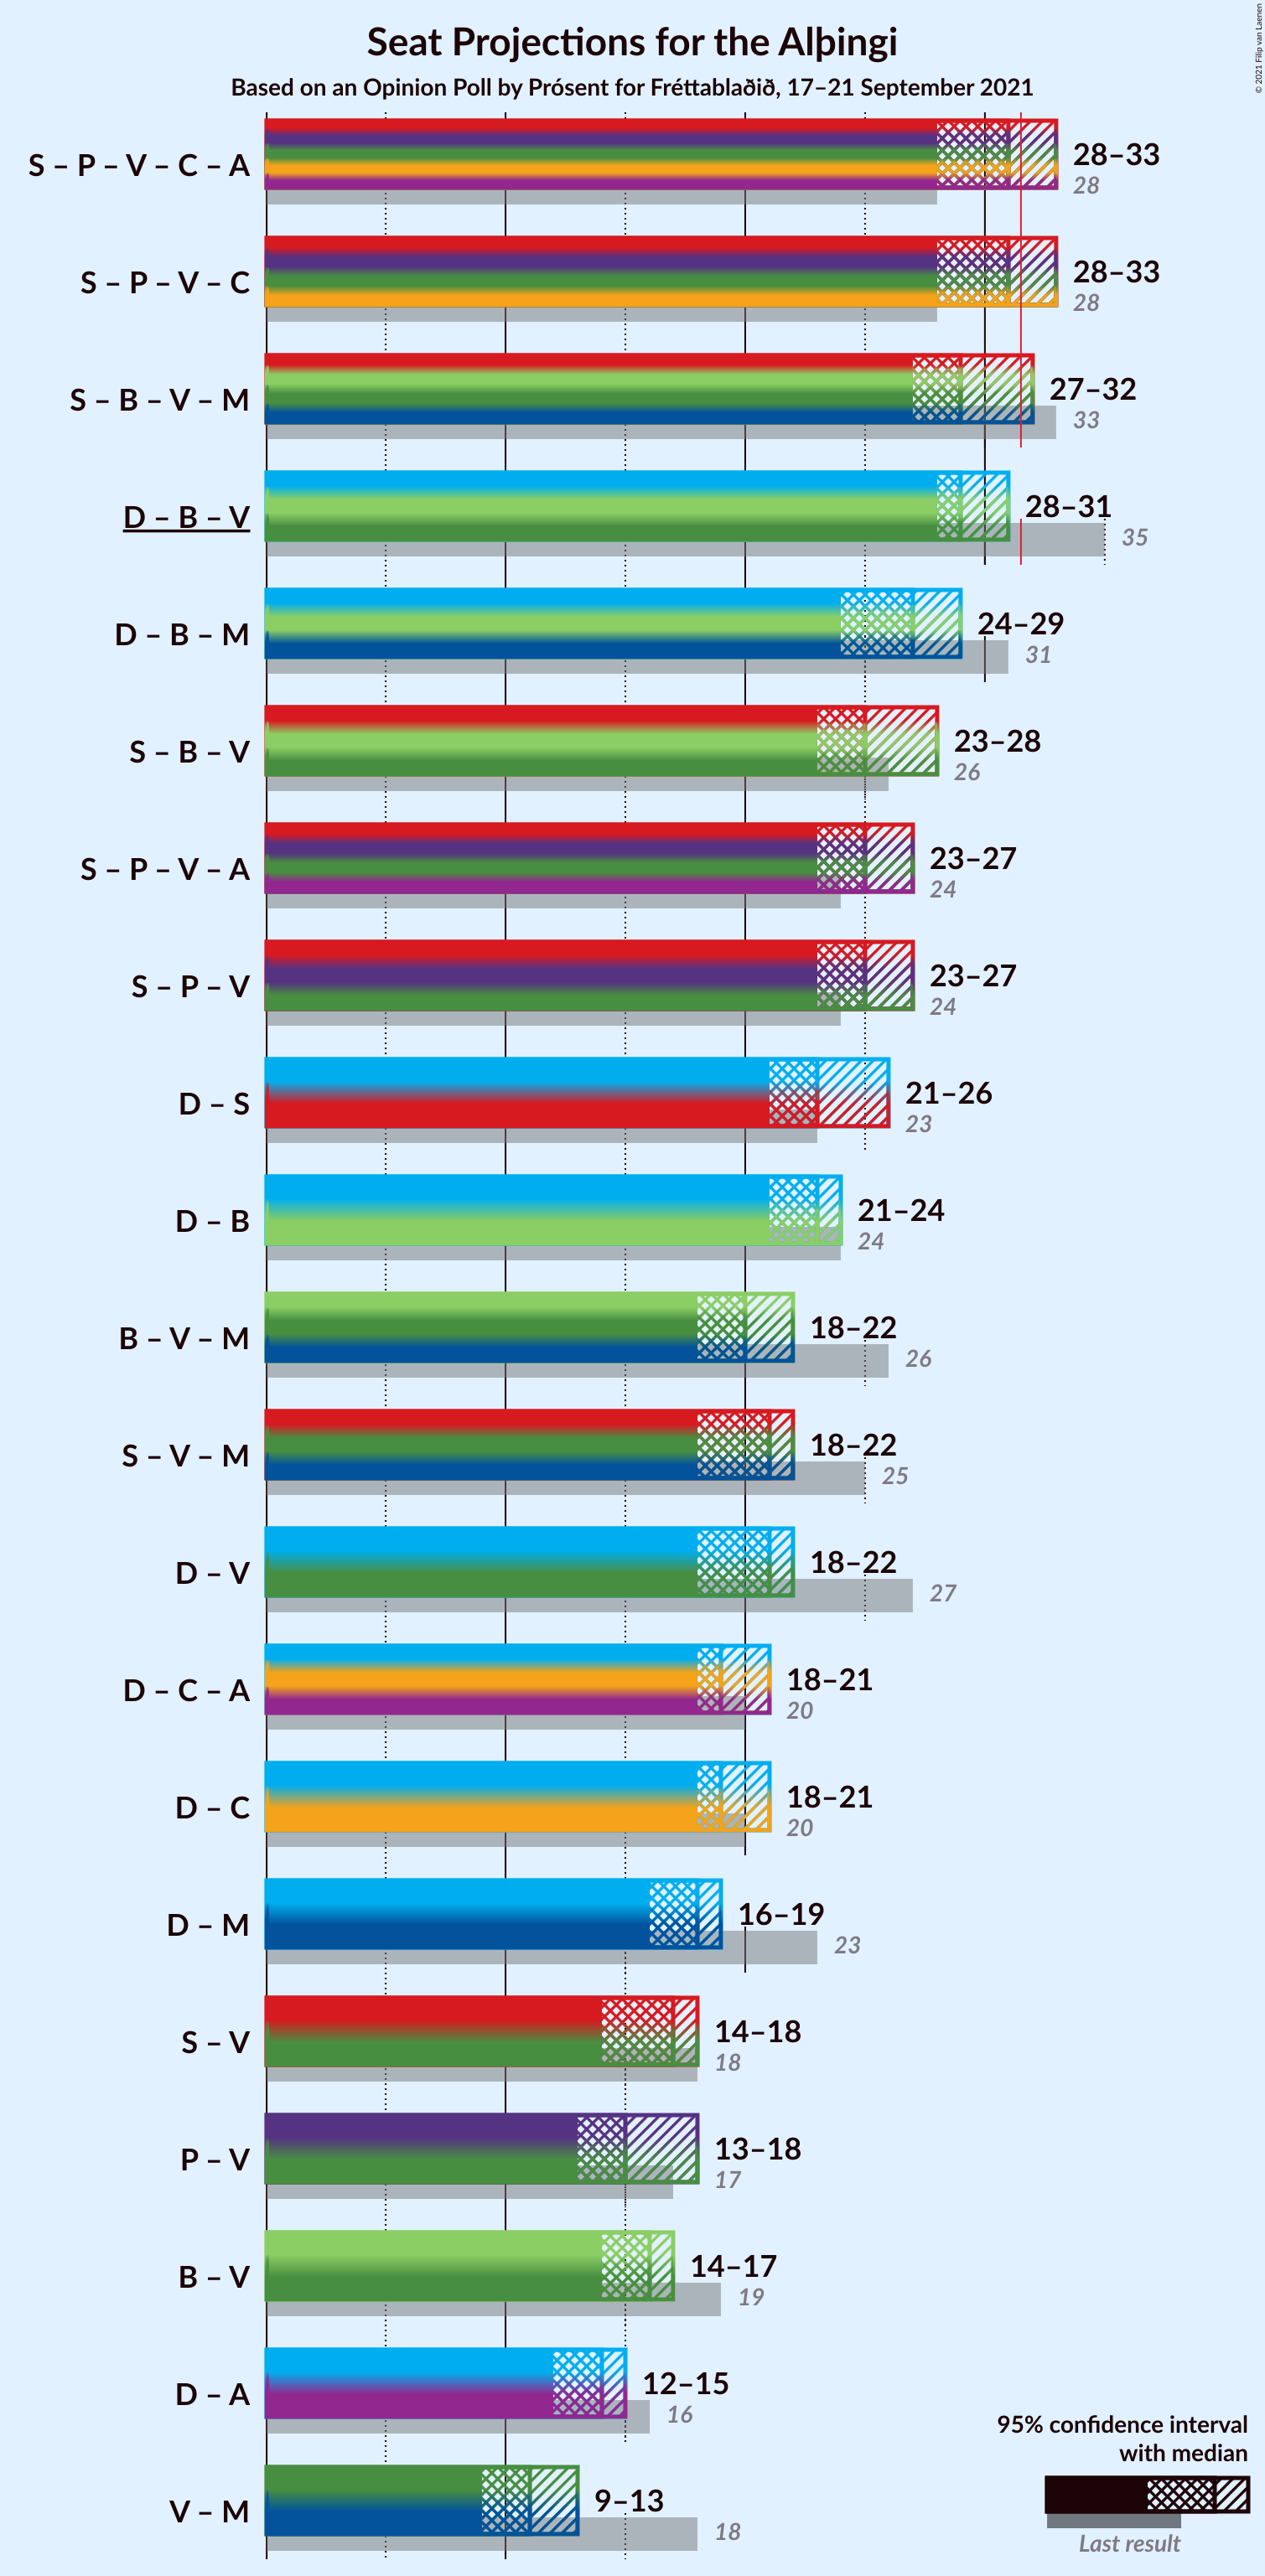 Seat Projections for the Alþingi
Based on an Opinion Poll by Prósent for Fréttablaðið, 17–21 September 2021
© 2021 Filip van Laenen
S – P – V – C – A
28–33
28
S – P – V – C
28–33
28
S – B – V – M
27–32
33
D – B – V
28–31
35
D – B – M
24–29
31
S – B – V
23–28
26
S – P – V – A
23–27
24
S – P – V
23–27
24
D – S
21–26
23
D – B
21–24
24
B – V – M
18–22
26
S – V – M
18–22
25
D – V
18–22
27
D – C – A
18–21
20
D – C
18–21
20
D – M
16–19
23
S – V
14–18
18
P – V
13–18
17
B – V
14–17
19
D – A
12–15
16
V – M
9–13
18
95% confidence interval
with median
Last result